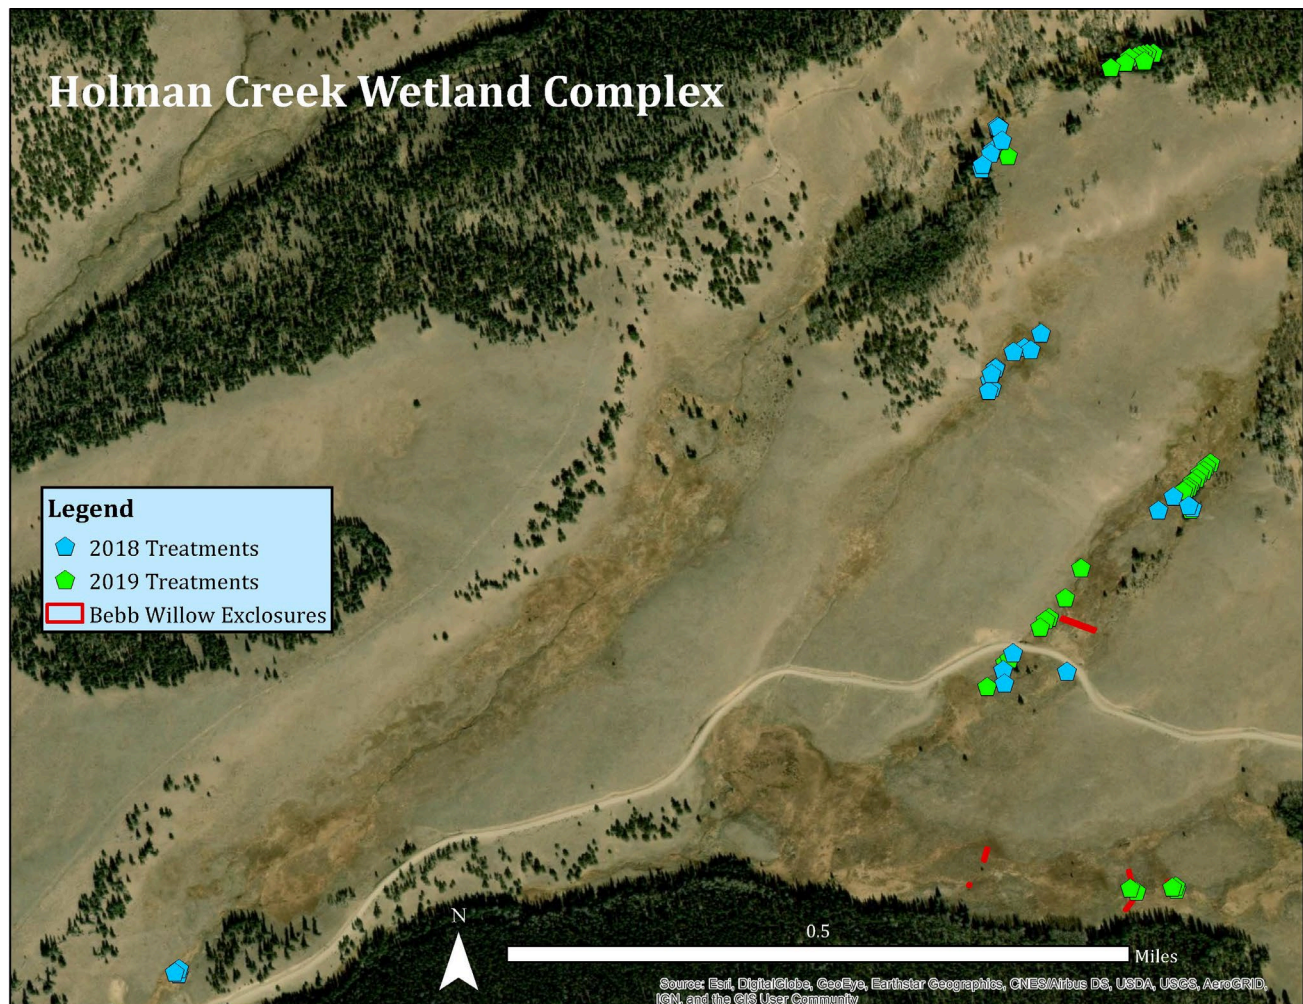 Holman Creek Wetland Complex
Legend
2018 Treatments
2019 Treatments
Bebb Willow Exclosures
N
0.5
Miles
Source: Esri, DigitalGlobe, GeoEye, Earthstar Geographics, CNES/Airbus DS, USDA, USGS, AeroGRID,
IGN, and the GIS User Community